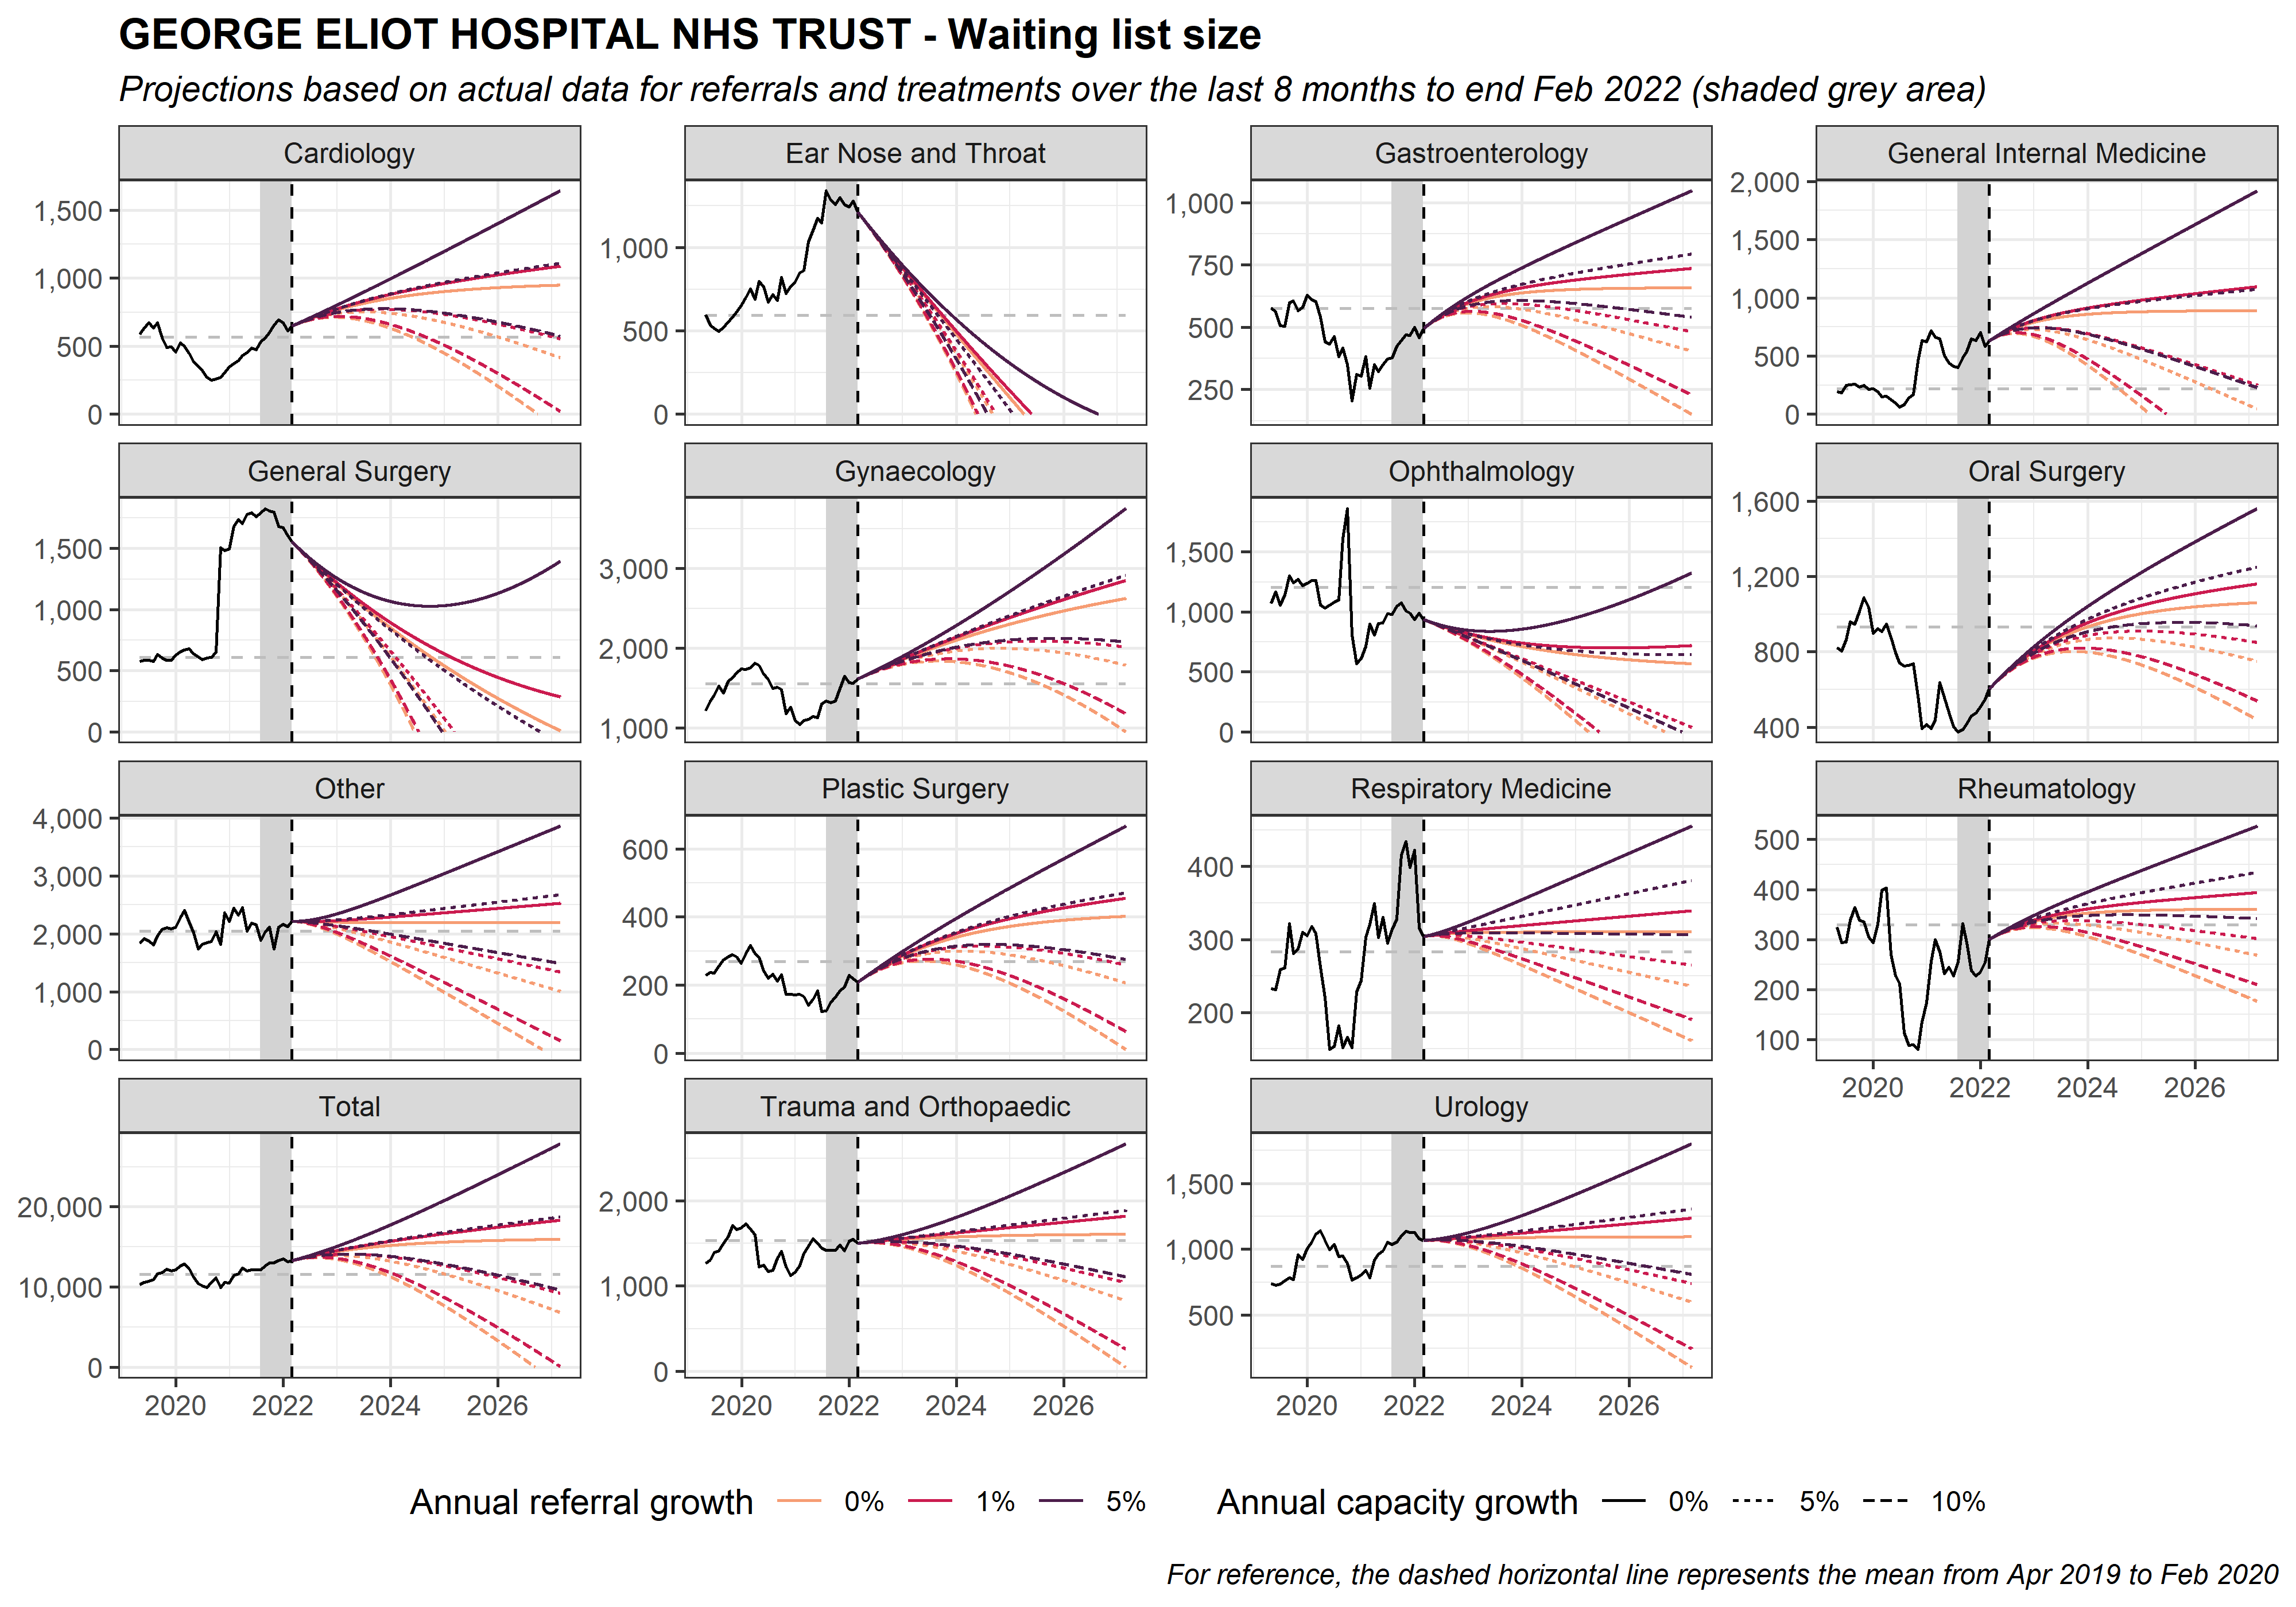 GEORGE ELIOT HOSPITAL NHS TRUST - Waiting list size
Projections based on actual data for referrals and treatments over the last 8 months to end Feb 2022 (shaded grey area)
Cardiology
1,500
1,000
500
0
Ear Nose and Throat
1,000
500
0
Gastroenterology
1,000
750
500
250
General Internal Medicine
2,000
1,500
1,000
500
0
General Surgery
1,500
1,000
500
0
Gynaecology
3,000
2,000
1,000
Ophthalmology
1,500
1,000
500
0
Oral Surgery
1,600
1,200
800
400
Other
4,000
3,000
2,000
1,000
0
Plastic Surgery
600
400
200
0
Respiratory Medicine
400
300
200
Rheumatology
500
400
300
200
100
2020 2022 2024 2026
Total
20,000
10,000
0
2020 2022 2024 2026
Trauma and Orthopaedic
2,000
1,000
0
2020 2022 2024 2026
Urology
1,500
1,000
500
2020 2022 2024 2026
Annual referral growth 0% 1% 5%
Annual capacity growth 0% 5% 10%
For reference, the dashed horizontal line represents the mean from Apr 2019 to Feb 2020